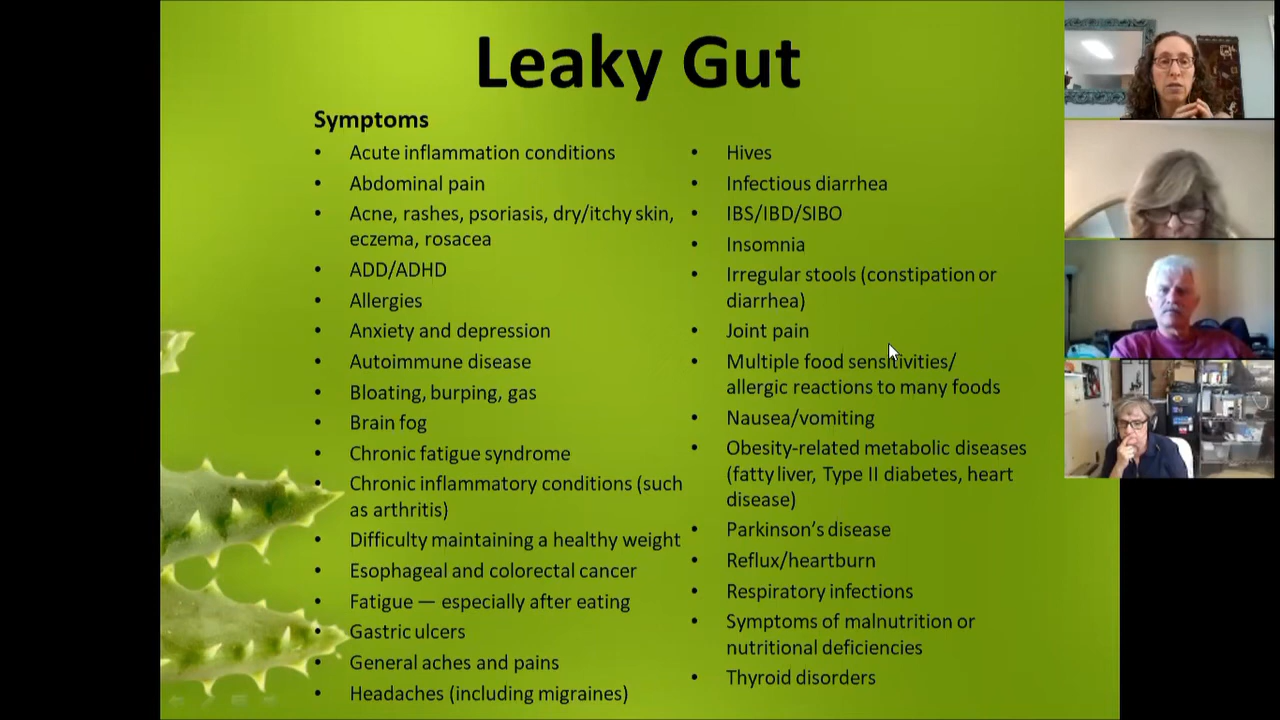 Leaky Gut
Symptoms
• Acute inflammation conditions
• Abdominal pain
• Acne, rashes, psoriasis, dry/itchy skin,
eczema, rosacea
• ADD/ADHD
• Allergies
• Anxiety and depression
• Autoimmune disease
• Bloating, burping, gas
• Brain fog
• Chronic fatigue syndrome
• Chronic inflammatory conditions (such
as arthritis)
• Difficulty maintaining a healthy weight
• Esophageal and colorectal cancer
• Fatigue — especially after eating
• Gastric ulcers
• General aches and pains
• Headaches (including migraines)
• Hives
• Infectious diarrhea
• IBS/IBD/SIBO
• Insomnia
• Irregular stools (constipation or
diarrhea)
• Joint pain
• Multiple food sensitivities/
allergic reactions to many foods
• Nausea/vomiting
• Obesity-related metabolic diseases
(fatty liver, Type II diabetes, heart
disease)
• Parkinson’s disease
• Reflux/heartburn
• Respiratory infections
• Symptoms of malnutrition or
nutritional deficiencies
• Thyroid disorders